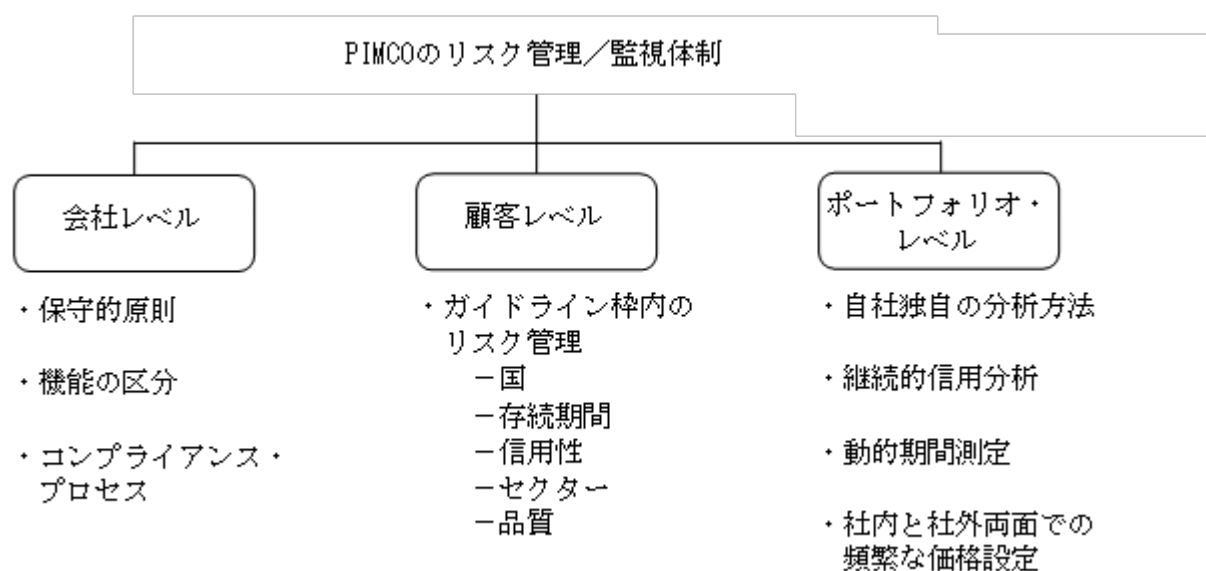 PIMCOのリスク管理／監視体制
会社レベル
・保守的原則
・機能の区分
・コンプライアンス・
プロセス
顧客レベル
・ガイドライン枠内の
リスク管理
－国
－存続期間
－信用性
－セクター
－品質
ポートフォリオ・
レベル
・自社独自の分析方法
・継続的信用分析
・動的期間測定
・社内と社外両面での
頻繁な価格設定